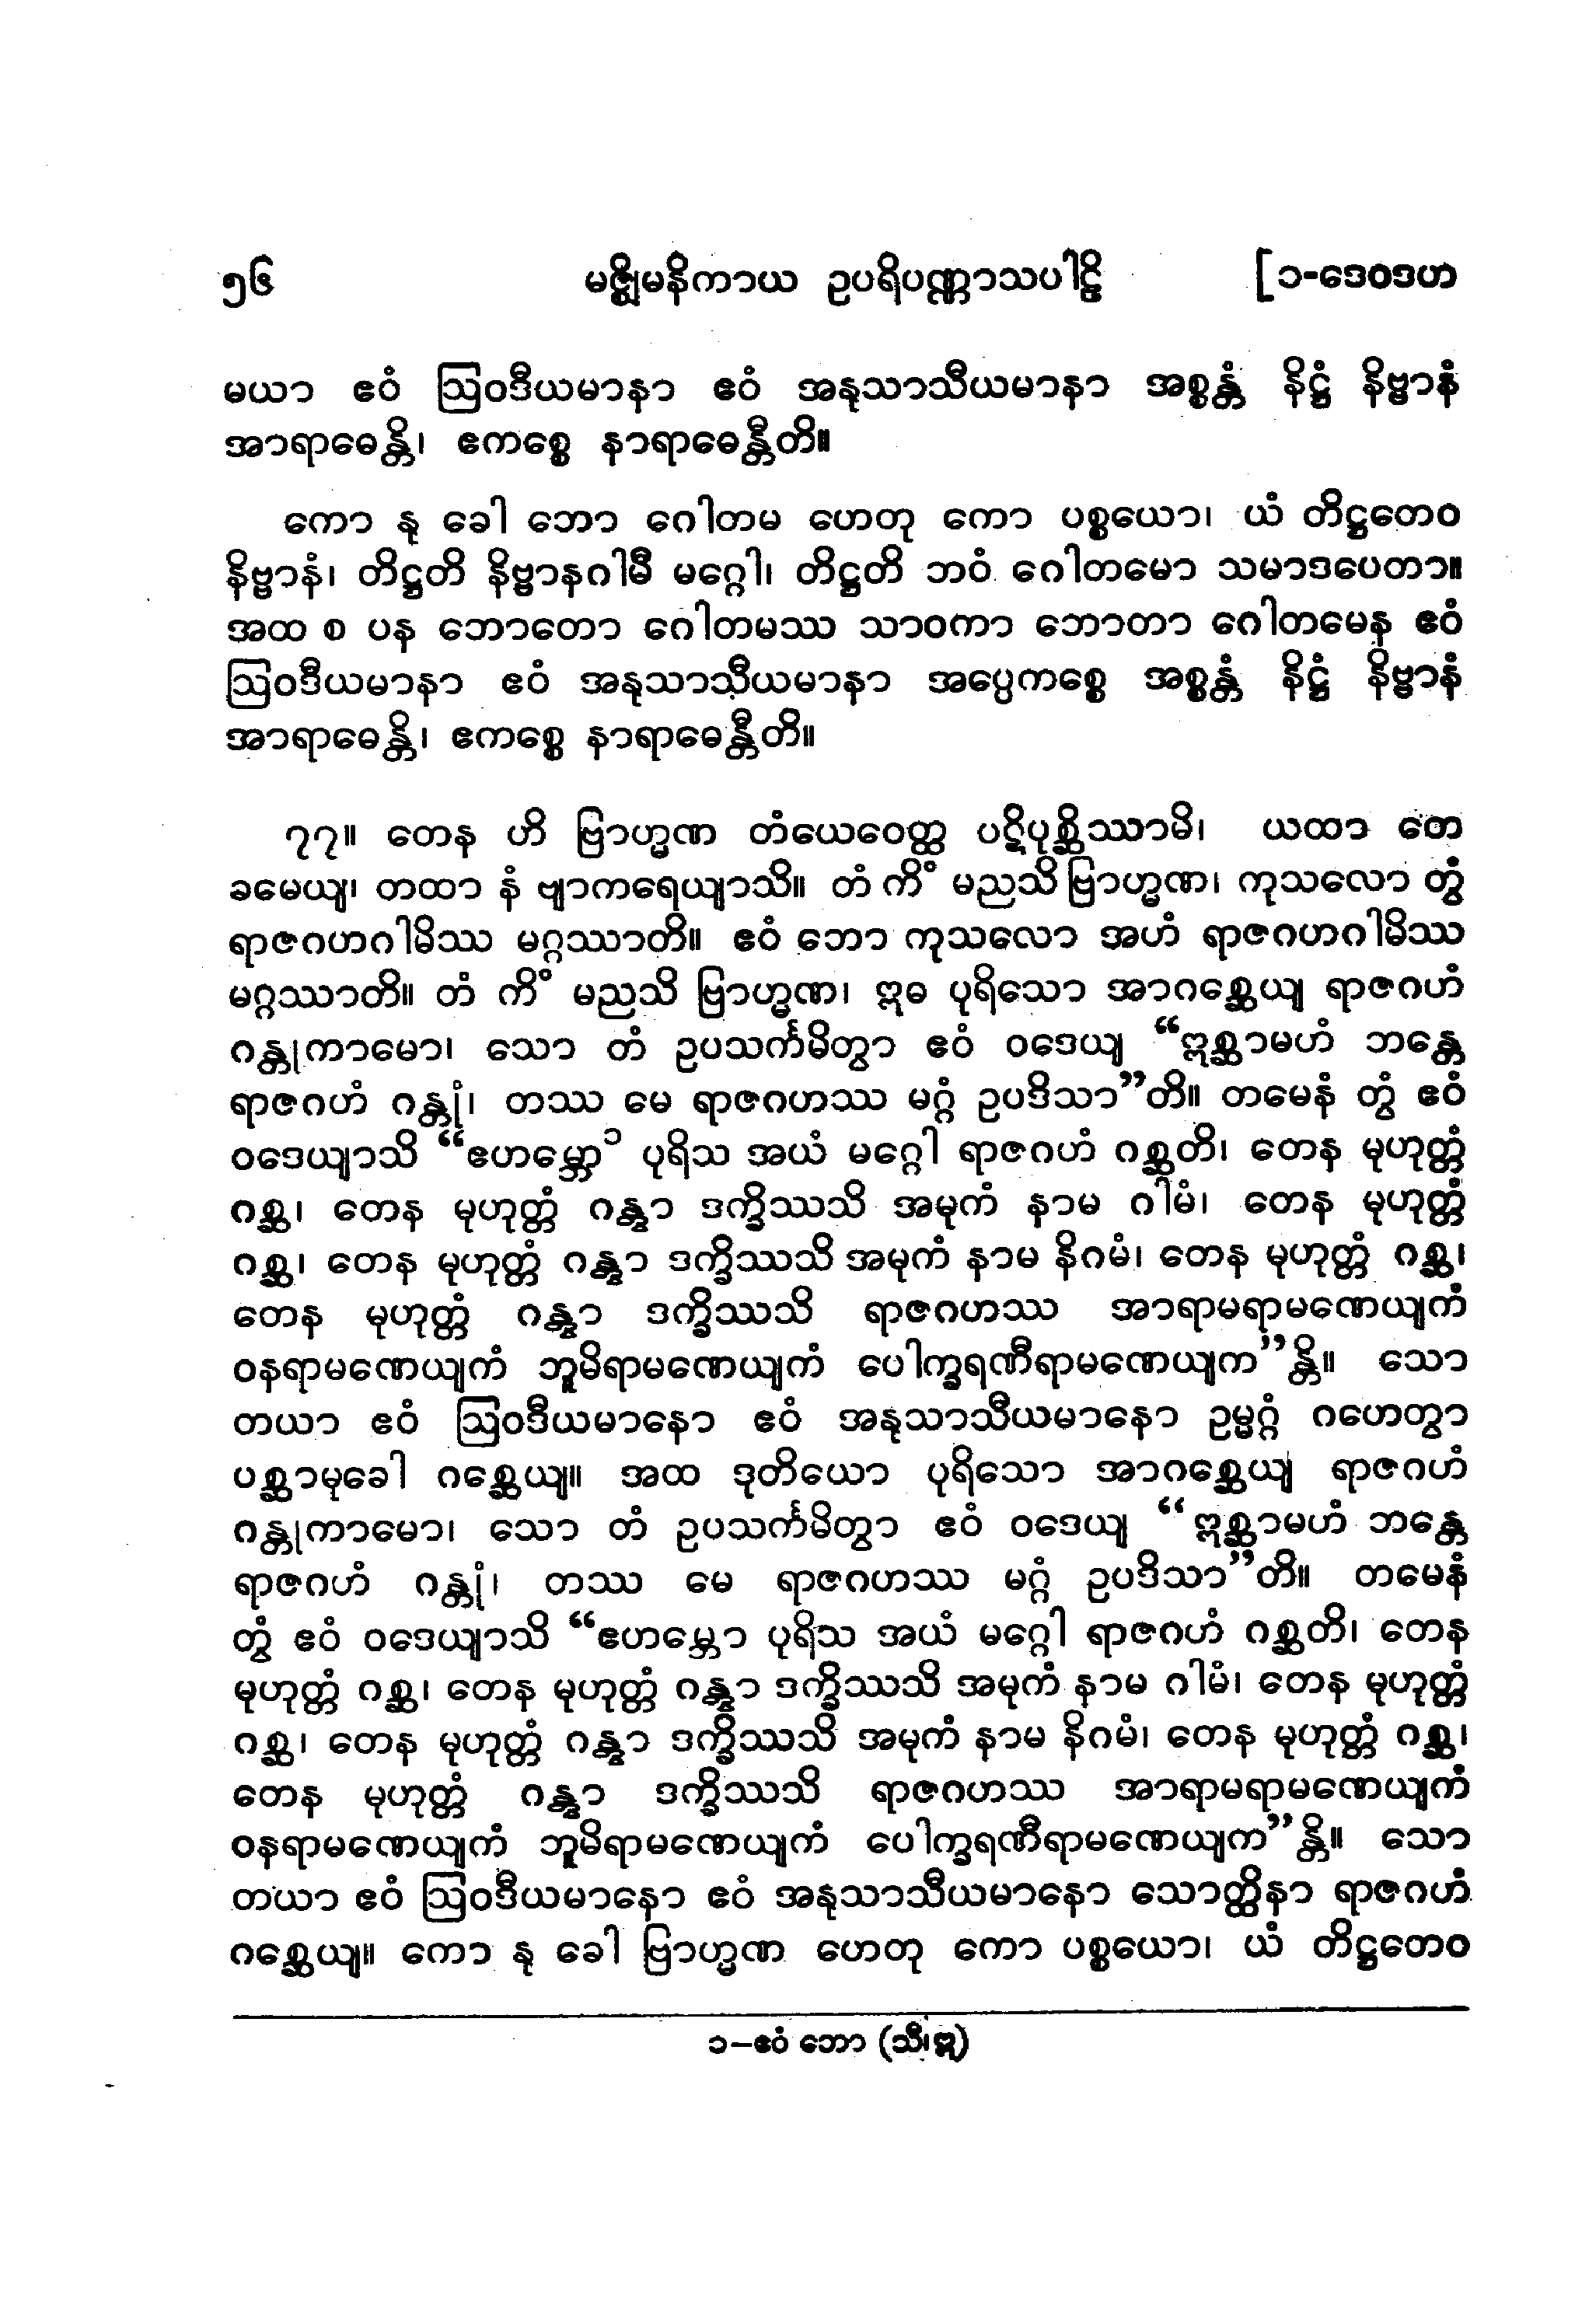 ၅၆ မဇ္ဈိမနိကာယ ဥပရိပဏ္ဏာသပါဠိ [၁-ဒေဝဒဟ
မယာ ဧဝံ ဩဝဒီယမာနာ ဧဝံ အနုသာသီယမာနာ အစ္စန္တံ နိဋ္ဌံ နိဗ္ဗာနံ
အာရာဓေန္တိ၊ ဧကစ္စေ နာရာဓေန္တီတိ။
ကော နု ခေါ ဘော ဂေါတမ ဟေတု ကော ပစ္စယော၊ ယံ တိဋ္ဌတေဝ
နိဗ္ဗာနံ၊ တိဋ္ဌတိ နိဗ္ဗာနဂါမီ မဂ္ဂေါ၊ တိဋ္ဌတိ ဘဝံ ဂေါတမော သမာဒပေတာ။
အထ စ ပန ဘောတော ဂေါတမဿ သာဝကာ ဘောတာ ဂေါတမေန ဧဝံ
ဩဝဒီယမာနာ ဧဝံ အနုသာသီယမာနာ အပ္ပေကစ္စေ အစ္စန္တံ နိဋ္ဌံ နိဗ္ဗာနံ
အာရာဓေန္တိ၊ ဧကစ္စေ နာရာဓေန္တီတိ။
၇၇။ တေန ဟိ ဗြာဟ္မဏ တံယေဝေတ္ထ ပဋိပုစ္ဆိဿာမိ၊ ယထာ တေ
ခမေယျ၊ တထာ နံ ဗျာကရေယျာသိ။ တံ ကိံ မညသိ ဗြာဟ္မဏ၊ ကုသလော တွံ
ရာဇဂဟဂါမိဿ မဂ္ဂဿာတိ။ ဧဝံ ဘော ကုသလော အဟံ ရာဇဂဟဂါမိဿ
မဂ္ဂဿာတိ။ တံ ကိံ မညသိ ဗြာဟ္မဏ၊ ဣဓ ပုရိသော အာဂစ္ဆေယျ ရာဇဂဟံ
ဂန္တုကာမော၊ သော တံ ဥပသင်္ကမိတွာ ဧဝံ ဝဒေယျ “ဣစ္ဆာမဟံ ဘန္တေ
ရာဇဂဟံ ဂန္တုံ၊ တဿ မေ ရာဇဂဟဿ မဂ္ဂံ ဥပဒိသာ”တိ။ တမေနံ တွံ ဧဝံ
ဝဒေယျာသိ “ဧဟမ္ဘော၁ ပုရိသ အယံ မဂ္ဂေါ ရာဇဂဟံ ဂစ္ဆတိ၊ တေန မုဟုတ္တံ
ဂစ္ဆ၊ တေန မုဟုတ္တံ ဂန္တွာ ဒက္ခိဿသိ အမုကံ နာမ ဂါမံ၊ တေန မုဟုတ္တံ
ဂစ္ဆ၊ တေန မုဟုတ္တံ ဂန္တွာ ဒက္ခိဿသိ အမုကံ နာမ နိဂမံ၊ တေန မုဟုတ္တံ ဂစ္ဆ၊
တေန မုဟုတ္တံ ဂန္တွာ ဒက္ခိဿသိ ရာဇဂဟဿ အာရာမရာမဏေယျကံ
ဝနရာမဏေယျကံ ဘူမိရာမဏေယျကံ ပေါက္ခရဏီရာမဏေယျက”န္တိ။ သော
တယာ ဧဝံ ဩဝဒီယမာနော ဧဝံ အနုသာသီယမာနော ဥမ္မဂ္ဂံ ဂဟေတွာ
ပစ္ဆာမုခေါ ဂစ္ဆေယျ။ အထ ဒုတိယော ပုရိသော အာဂစ္ဆေယျ ရာဇဂဟံ
ဂန္တုကာမော၊ သော တံ ဥပသင်္ကမိတွာ ဧဝံ ဝဒေယျ “ဣစ္ဆာမဟံ ဘန္တေ
ရာဇဂဟံ ဂန္တုံ၊ တဿ မေ ရာဇဂဟဿ မဂ္ဂံ ဥပဒိသာ”တိ။ တမေနံ
တွံ ဧဝံ ဝဒေယျာသိ “ဧဟမ္ဘော ပုရိသ အယံ မဂ္ဂေါ ရာဇဂဟံ ဂစ္ဆတိ၊ တေန
မုဟုတ္တံ ဂစ္ဆ၊ တေန မုဟုတ္တံ ဂန္တွာ ဒက္ခိဿသိ အမုကံ နာမ ဂါမံ၊ တေန မုဟုတ္တံ
ဂစ္ဆ၊ တေန မုဟုတ္တံ ဂန္တွာ ဒက္ခိဿသိ အမုကံ နာမ နိဂမံ၊ တေန မုဟုတ္တံ ဂစ္ဆ၊
တေန မုဟုတ္တံ ဂန္တွာ ဒက္ခိဿသိ ရာဇဂဟဿ အာရာမရာမဏေယျကံ
ဝနရာမဏေယျကံ ဘူမိရာမဏေယျကံ ပေါက္ခရဏီရာမဏေယျက”န္တိ။ သော
တယာ ဧဝံ ဩဝဒီယမာနော ဧဝံ အနုသာသီယမာနော သောတ္ထိနာ ရာဇဂဟံ
ဂစ္ဆေယျ။ ကော နု ခေါ ဗြာဟ္မဏ ဟေတု ကော ပစ္စယော၊ ယံ တိဋ္ဌတေဝ
၁–ဧဝံ ဘော (သီ၊ဣ)